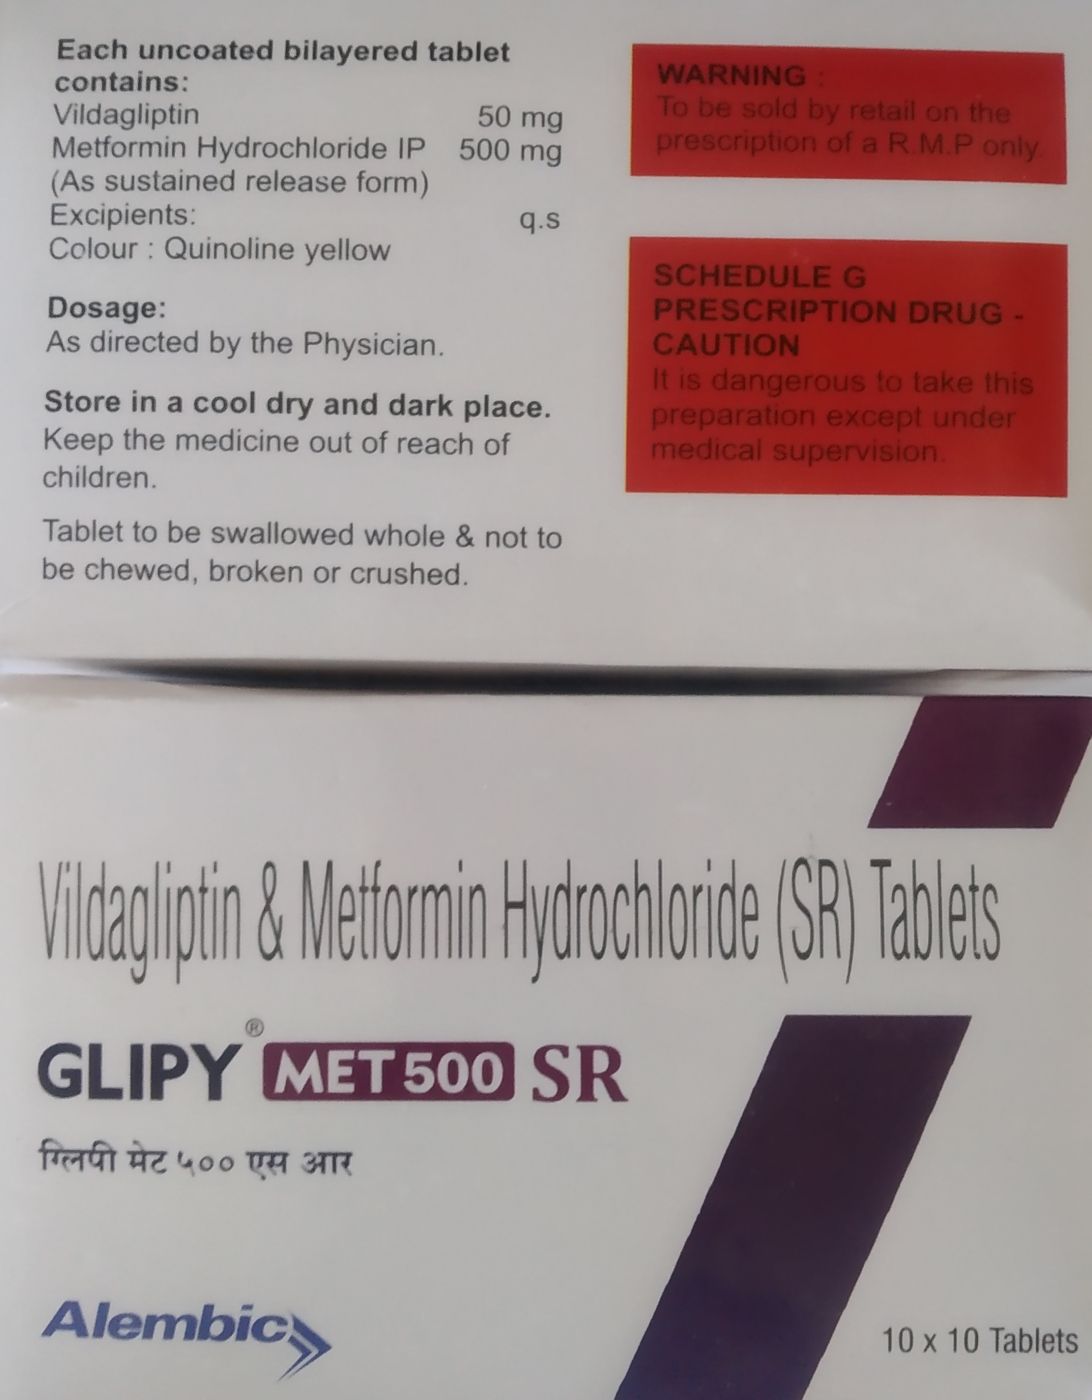 Each uncoated bilayered tablet
contains:
Vildagliptin 50 mg
Metformin Hydrochloride IP 500 mg
(As sustained release form)
Excipients: q.s
Colour : Quinoline yellow
Dosage:
As directed by the Physician.
Store in a cool dry and dark place.
Keep the medicine out of reach of
children.
Tablet to be swallowed whole & not to
be chewed, broken or crushed.
WARNING :
To be sold by retail on the
prescription of a R.M.P only.
SCHEDULE G
PRESCRIPTION DRUG -
CAUTION
It is dangerous to take this
preparation except under
medical supervision.
Vildagliptin & Metformin Hydrochloride (SR) Tablets
GLIPY® MET 500 SR
ग्लिपी मेट ५०० एस आर
Alembic
10 x 10 Tablets